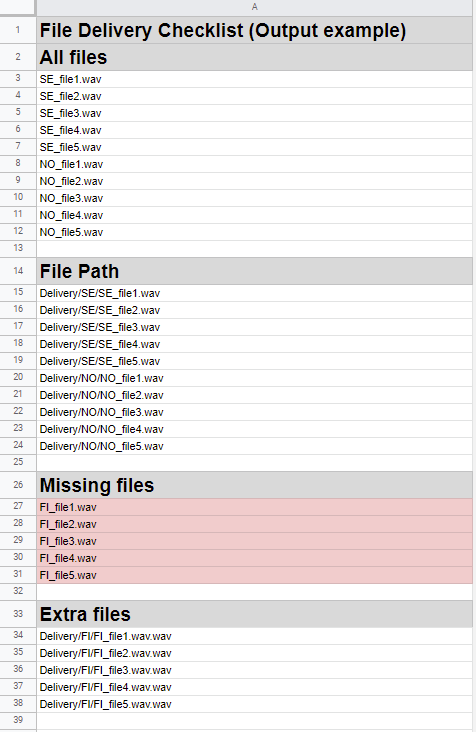 A
1 File Delivery Checklist (Output example)
2 All files
3 SE_file1.wav
4 SE_file2.wav
5 SE_file3.wav
6 SE_file4.wav
7 SE_file5.wav
8 NO_file1.wav
9 NO_file2.wav
10 NO_file3.wav
11 NO_file4.wav
12 NO_file5.wav
13
14 File Path
15 Delivery/SE/SE_file1.wav
16 Delivery/SE/SE_file2.wav
17 Delivery/SE/SE_file3.wav
18 Delivery/SE/SE_file4.wav
19 Delivery/SE/SE_file5.wav
20 Delivery/NO/NO_file1.wav
21 Delivery/NO/NO_file2.wav
22 Delivery/NO/NO_file3.wav
23 Delivery/NO/NO_file4.wav
24 Delivery/NO/NO_file5.wav
25
26 Missing files
27 FI_file1.wav
28 FI_file2.wav
29 FI_file3.wav
30 FI_file4.wav
31 FI_file5.wav
32
33 Extra files
34 Delivery/FI/FI_file1.wav.wav
35 Delivery/FI/FI_file2.wav.wav
36 Delivery/FI/FI_file3.wav.wav
37 Delivery/FI/FI_file4.wav.wav
38 Delivery/FI/FI_file5.wav.wav
39